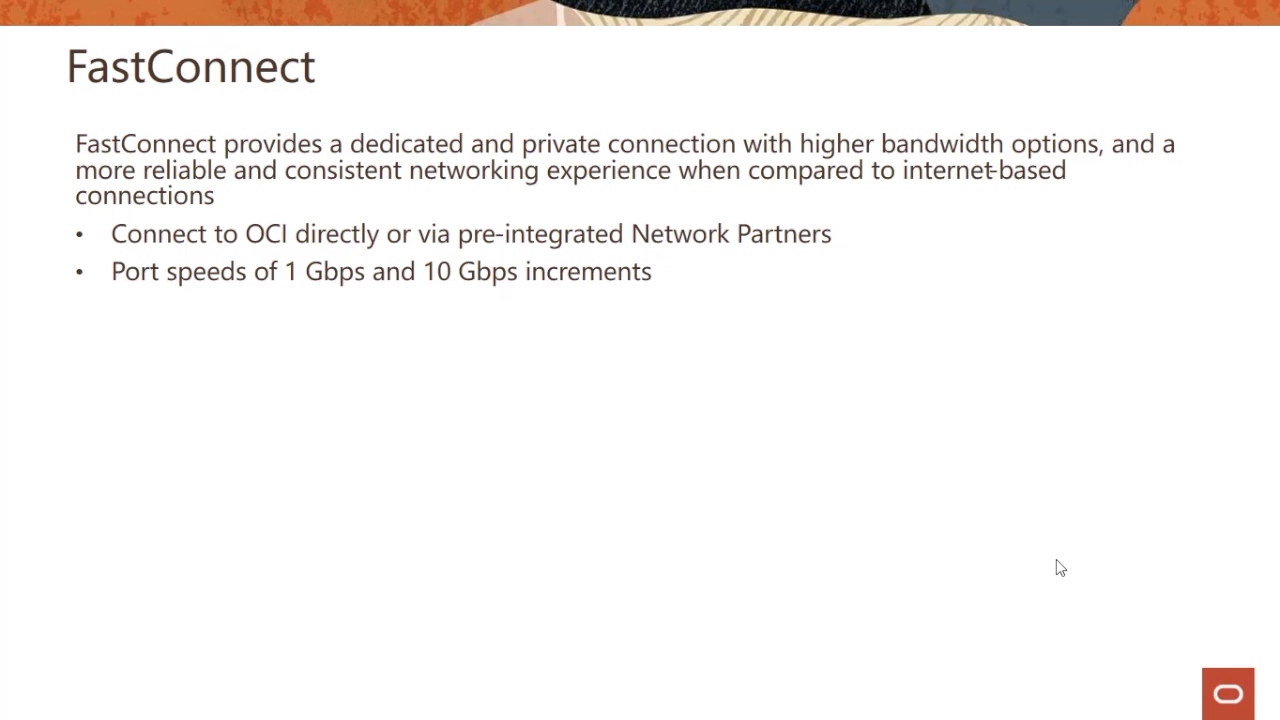 FastConnect
FastConnect provides a dedicated and private connection with higher bandwidth options, and a
more reliable and consistent networking experience when compared to internet-based
connections
• Connect to OCI directly or via pre-integrated Network Partners
• Port speeds of 1 Gbps and 10 Gbps increments